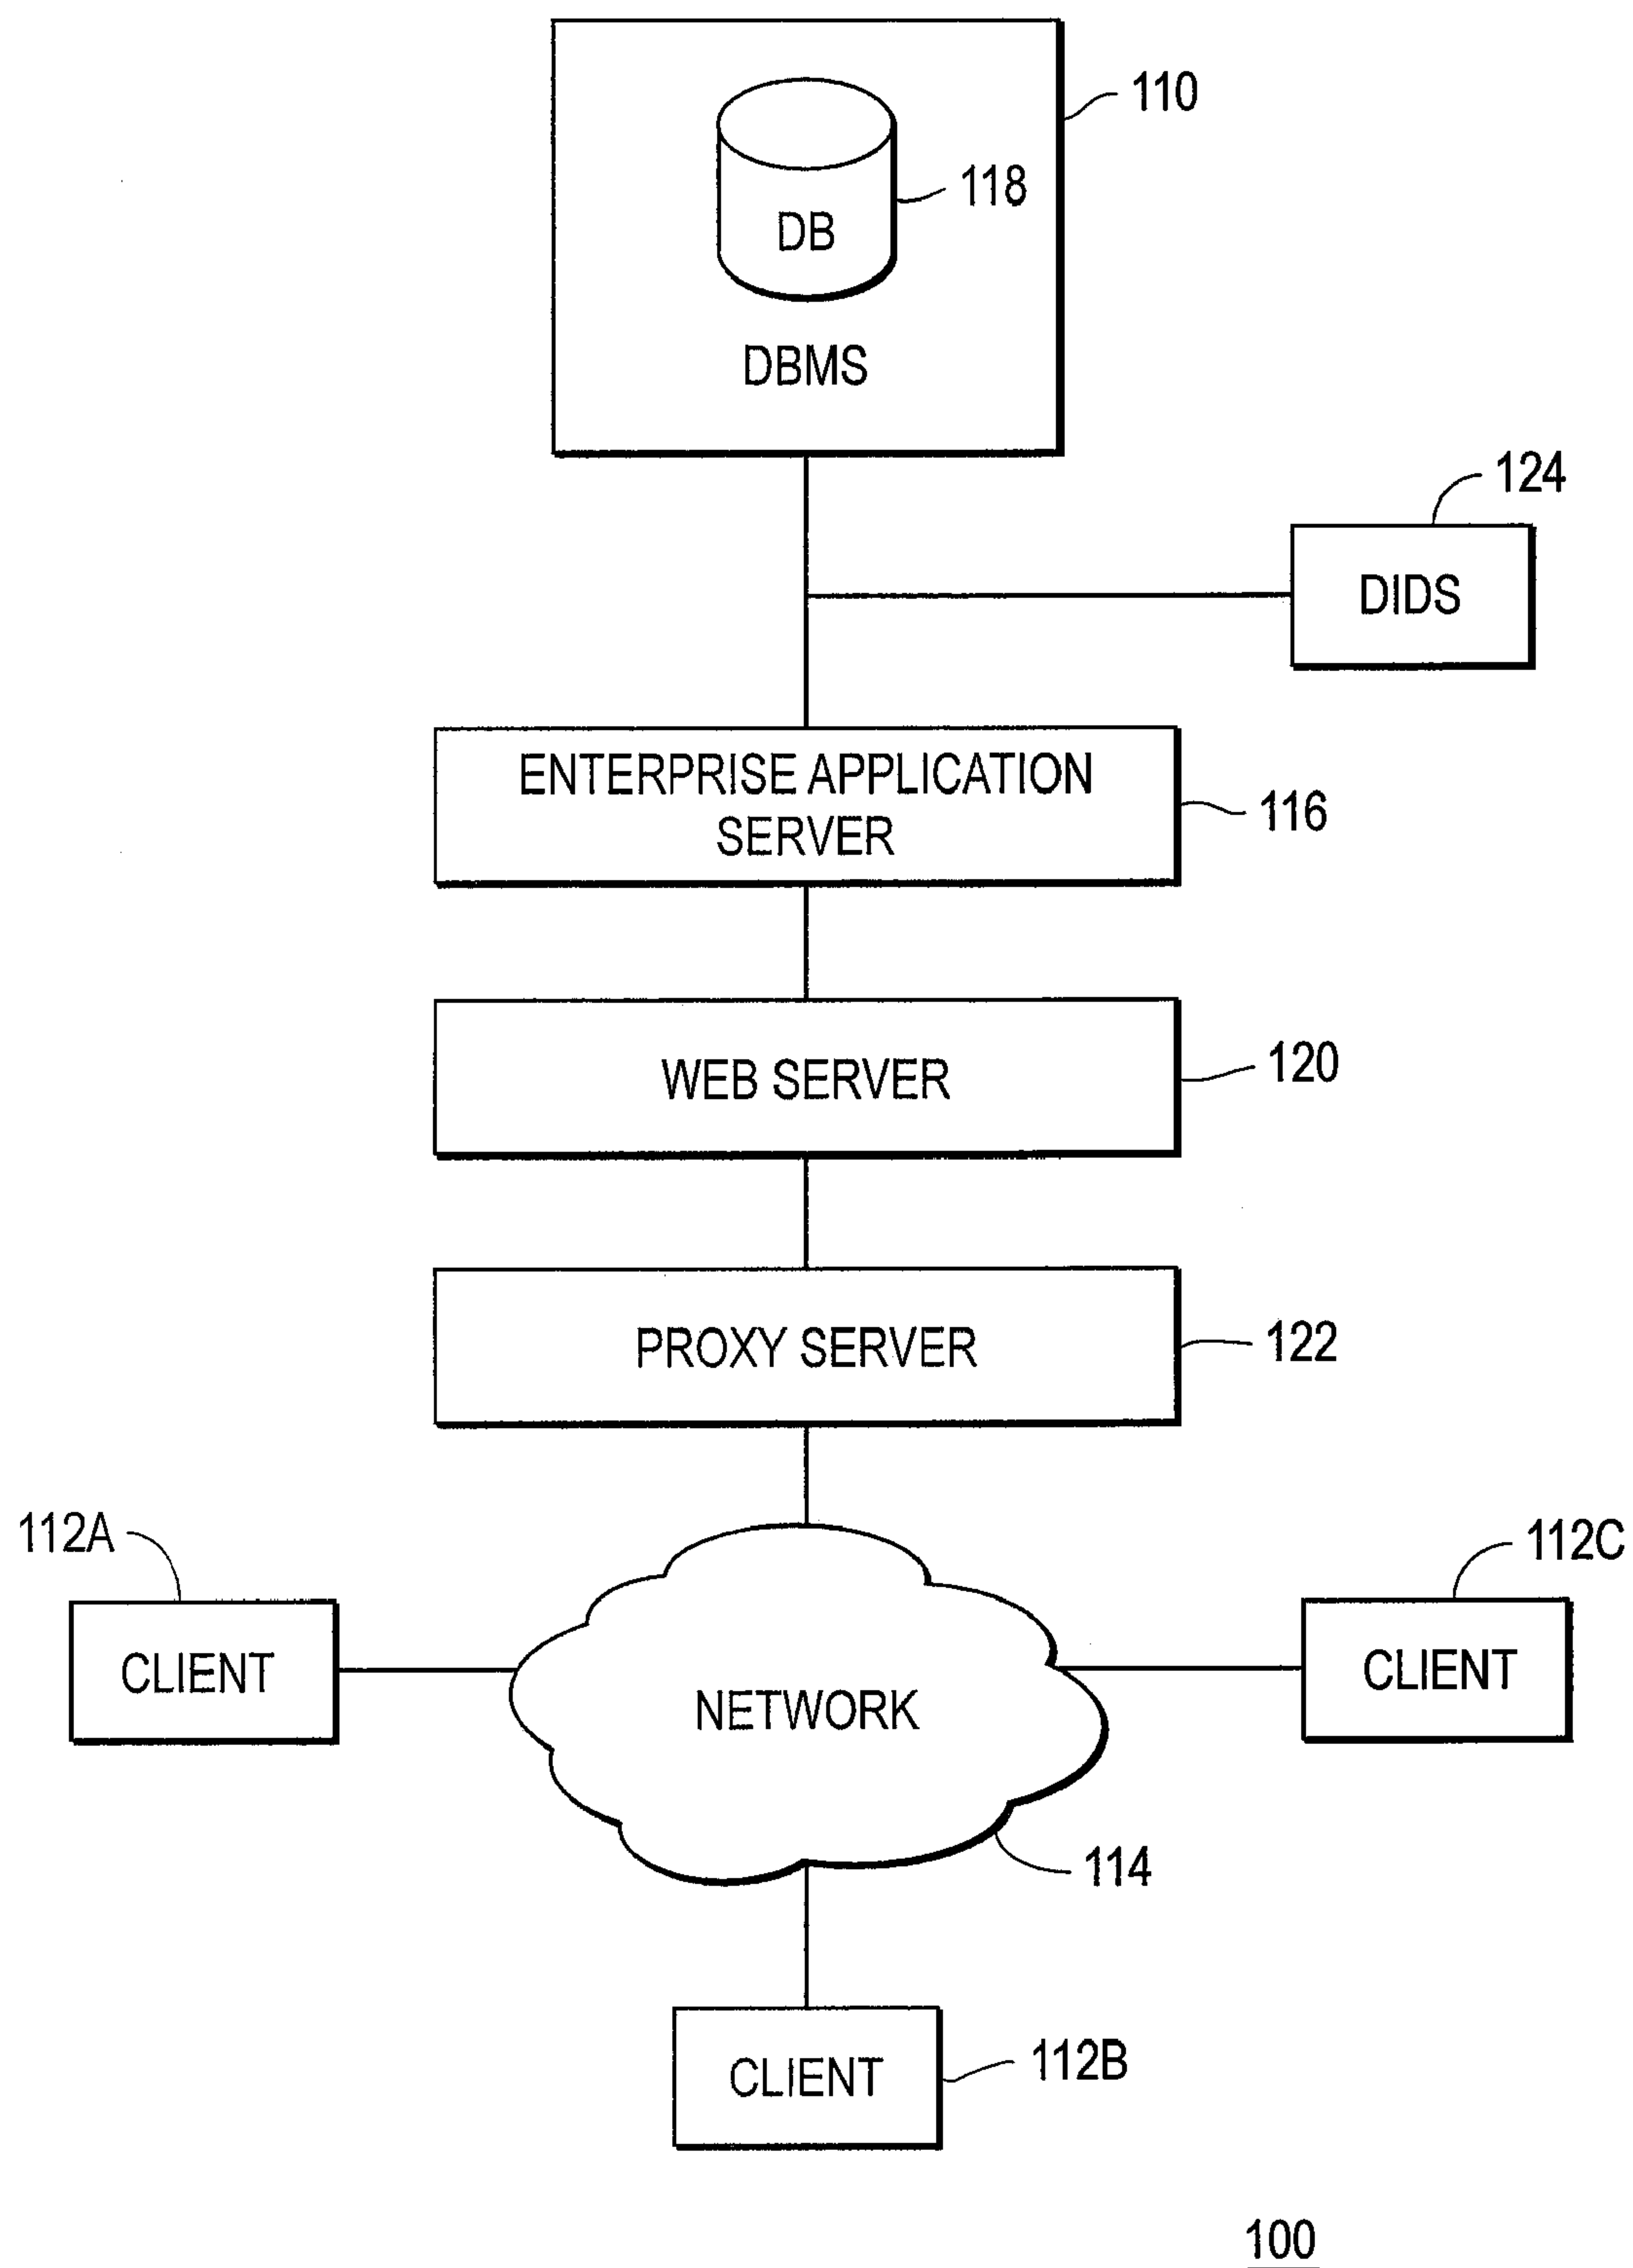 110
118
DB
DBMS
124
DIDS
ENTERPRISE APPLICATION
SERVER
116
WEB SERVER
120
PROXY SERVER
122
112A
112C
CLIENT
CLIENT
NETWORK
114
CLIENT
112B
100